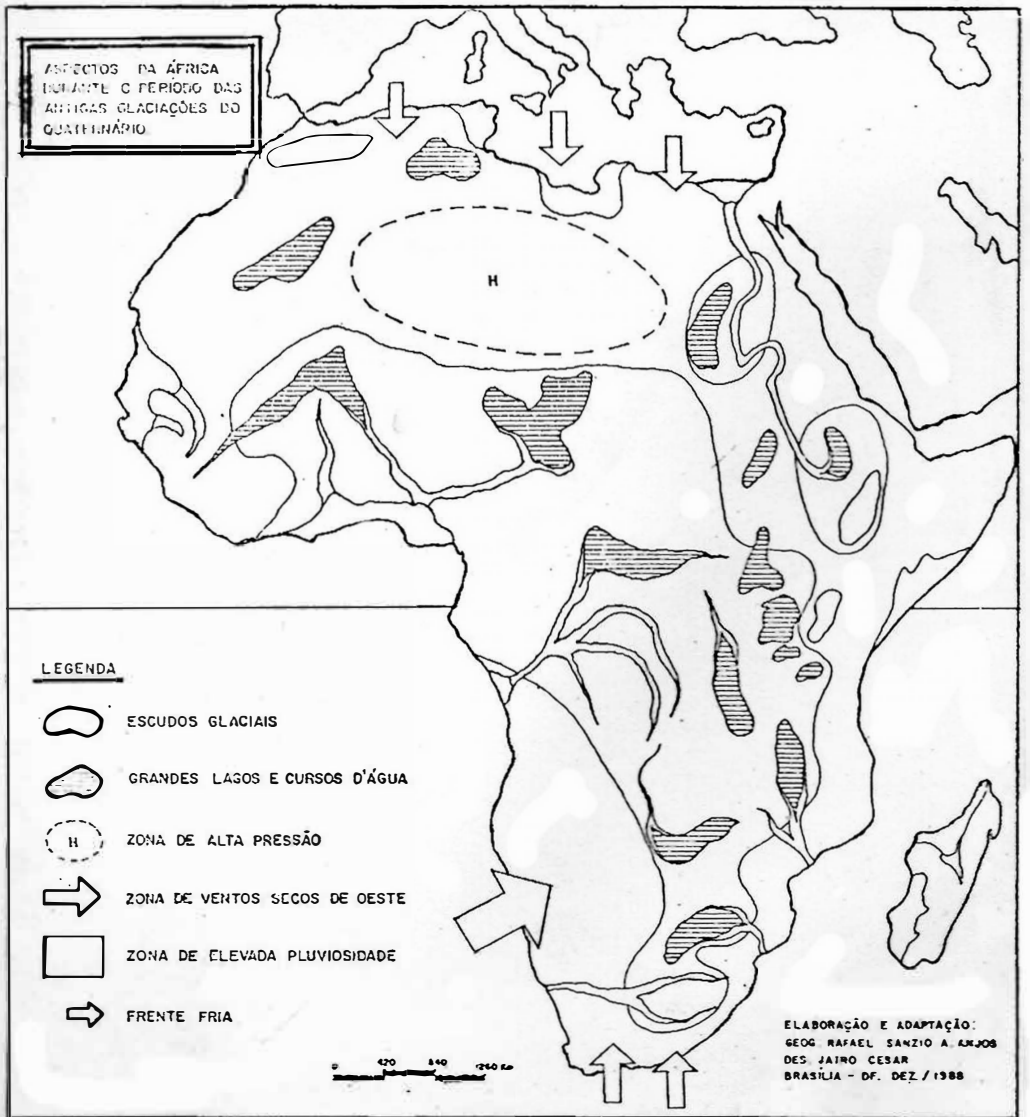 ASPECTOS DA ÁFRICA
DURANTE O PERÍODO DAS
ANTIGAS GLACIAÇÕES DO
QUATERNÁRIO
H
LEGENDA
ESCUDOS GLACIAIS
GRANDES LAGOS E CURSOS D'ÁGUA
H
ZONA DE ALTA PRESSÃO
ZONA DE VENTOS SECOS DE OESTE
ZONA DE ELEVADA PLUVIOSIDADE
FRENTE FRIA
0 420 840 1260 Km
ELABORAÇÃO E ADAPTAÇÃO:
GEOG. RAFAEL SANZIO A. ANJOS
DES JAIRO CESAR
BRASÍLIA - DF. DEZ./1988